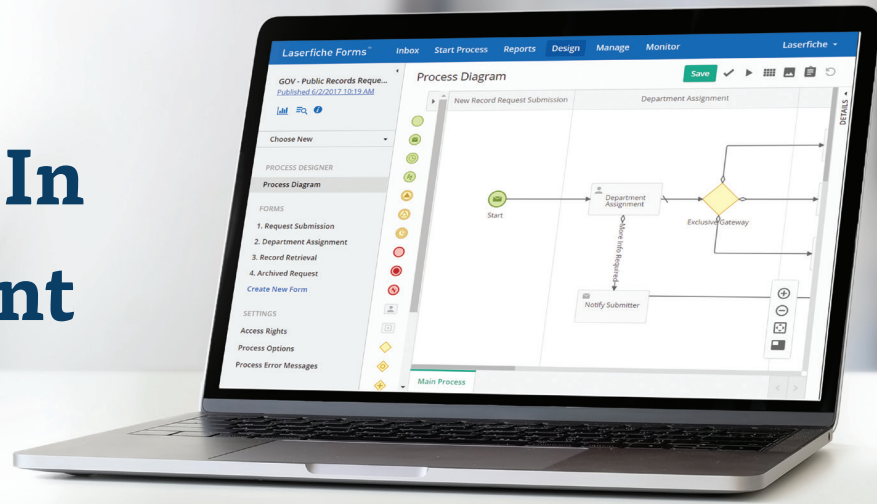 In
nt
Laserfiche Forms™
Inbox Start Process Reports Design Manage Monitor
Laserfiche
GOV - Public Records Reque...
Published 6/2/2017 10:19 AM
Process Diagram
Save
DETAILS
Choose New
New Record Request Submission
Department Assignment
PROCESS DESIGNER
Process Diagram
FORMS
1. Request Submission
2. Department Assignment
3. Record Retrieval
4. Archived Request
Create New Form
SETTINGS
Access Rights
Process Options
Process Error Messages
Start
Department
Assignment
Exclusive Gateway
More Info Required
Notify Submitter
Main Process